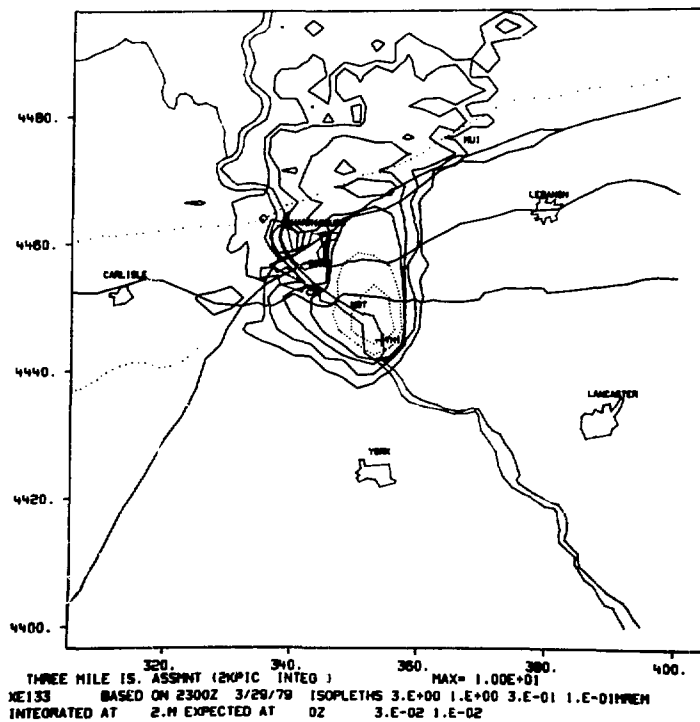 4480.
MUI
LEBANON
4460.
CARLISLE
4440.
LANCASTER
YORK
4420.
4400.
320. 340. 360. 380. 400.
THREE MILE IS. ASSMNT (2KPIC INTEG ) MAX= 1.00E+01
XE133 BASED ON 2300Z 3/29/79 ISOPLETHS 3.E+00 1.E+00 3.E-01 1.E-01MREM
INTEGRATED AT 2.M EXPECTED AT 0Z 3.E-02 1.E-02